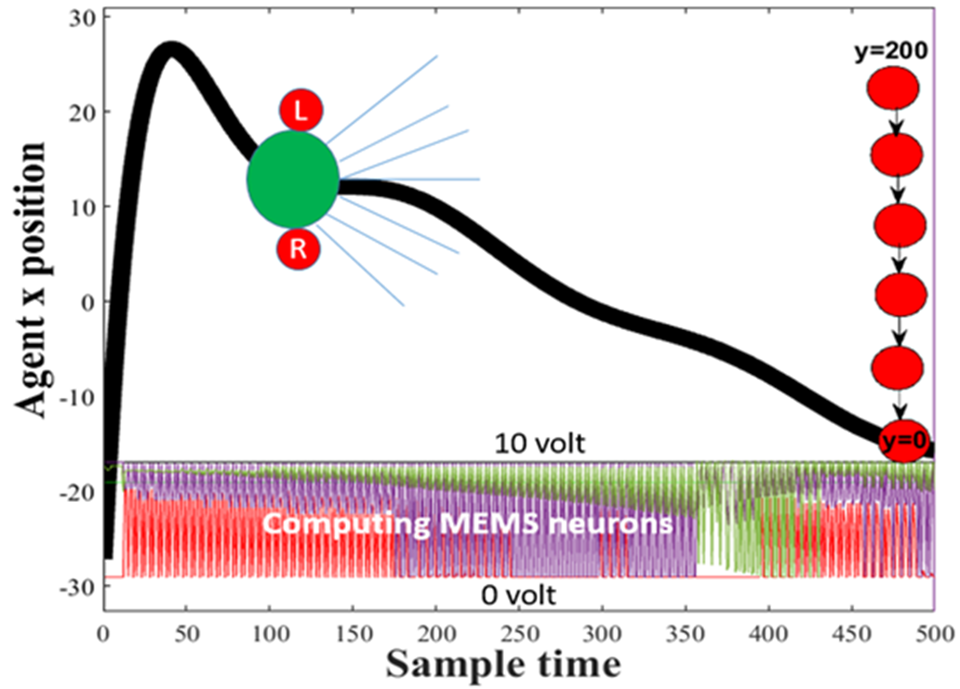 30
20
10
0
-10
-20
-30
Agent x position
L
R
y=200
y=0
10 volt
Computing MEMS neurons
0 volt
0 50 100 150 200 250 300 350 400 450 500
Sample time